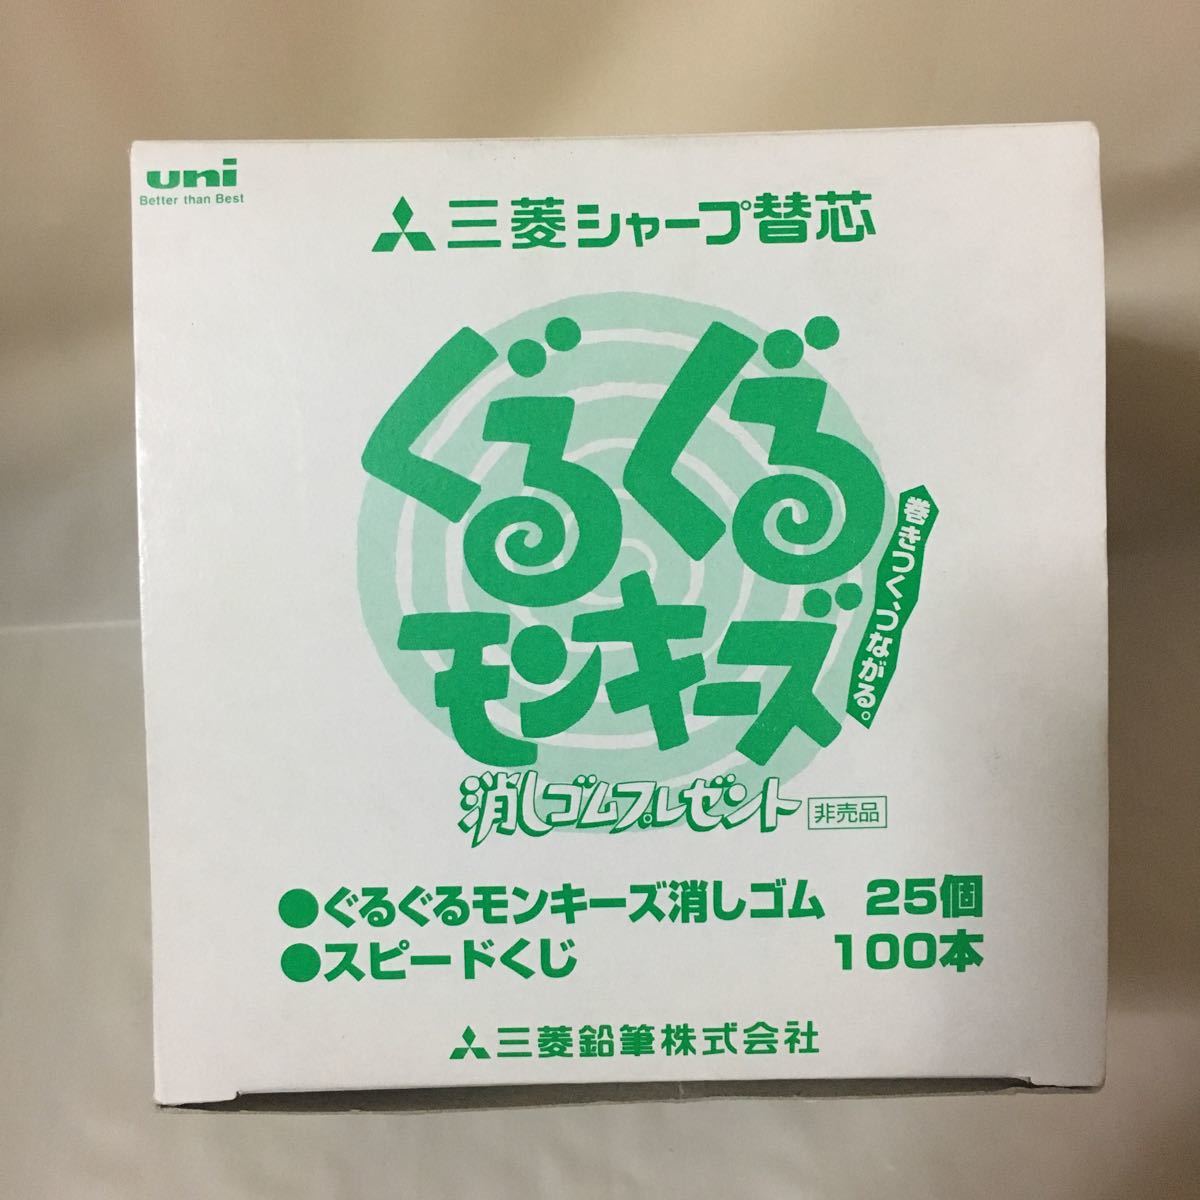 uni
Better than Best
三菱シャープ替芯
ぐるぐる
モンキーズ
巻きつく、つながる。
消しゴムプレゼント
非売品
●ぐるぐるモンキーズ消しゴム 25個
●スピードくじ 100本
三菱鉛筆株式会社